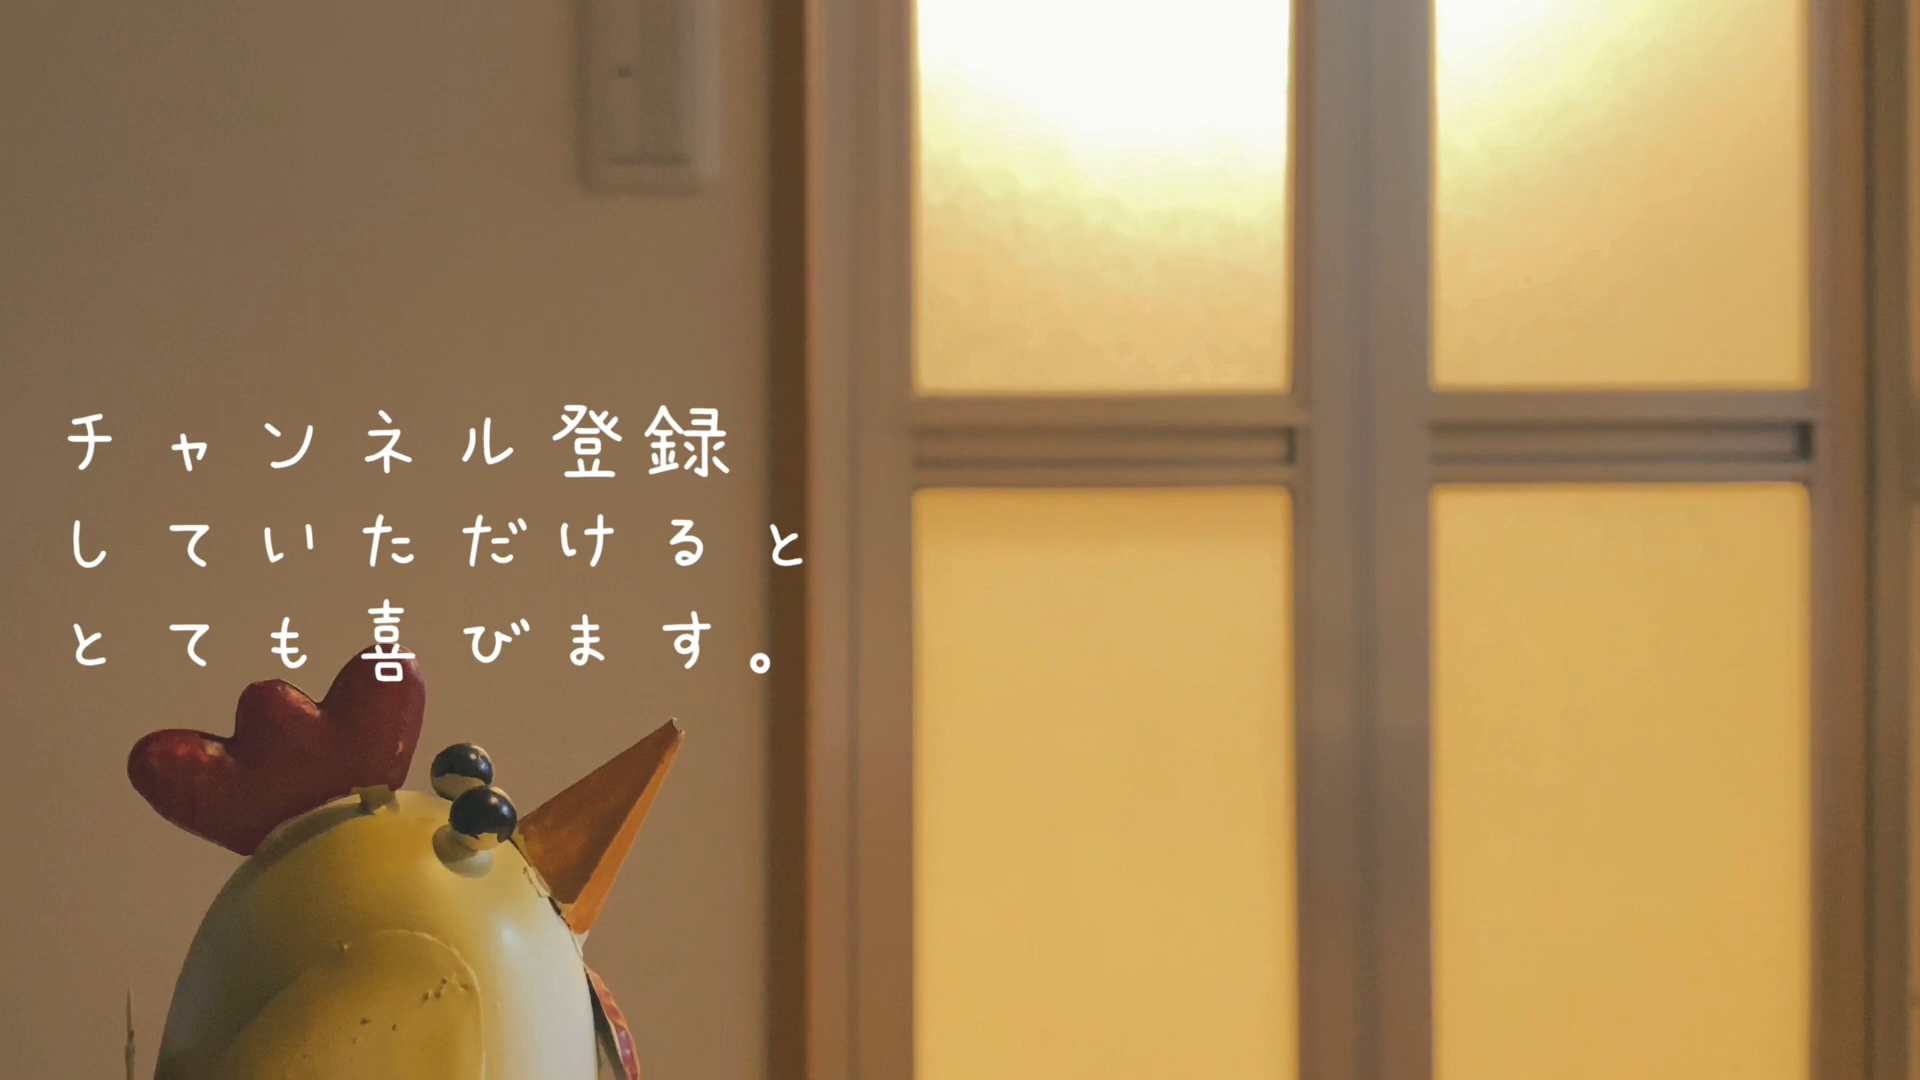 チャンネル登録
していただけると
とても喜びます。